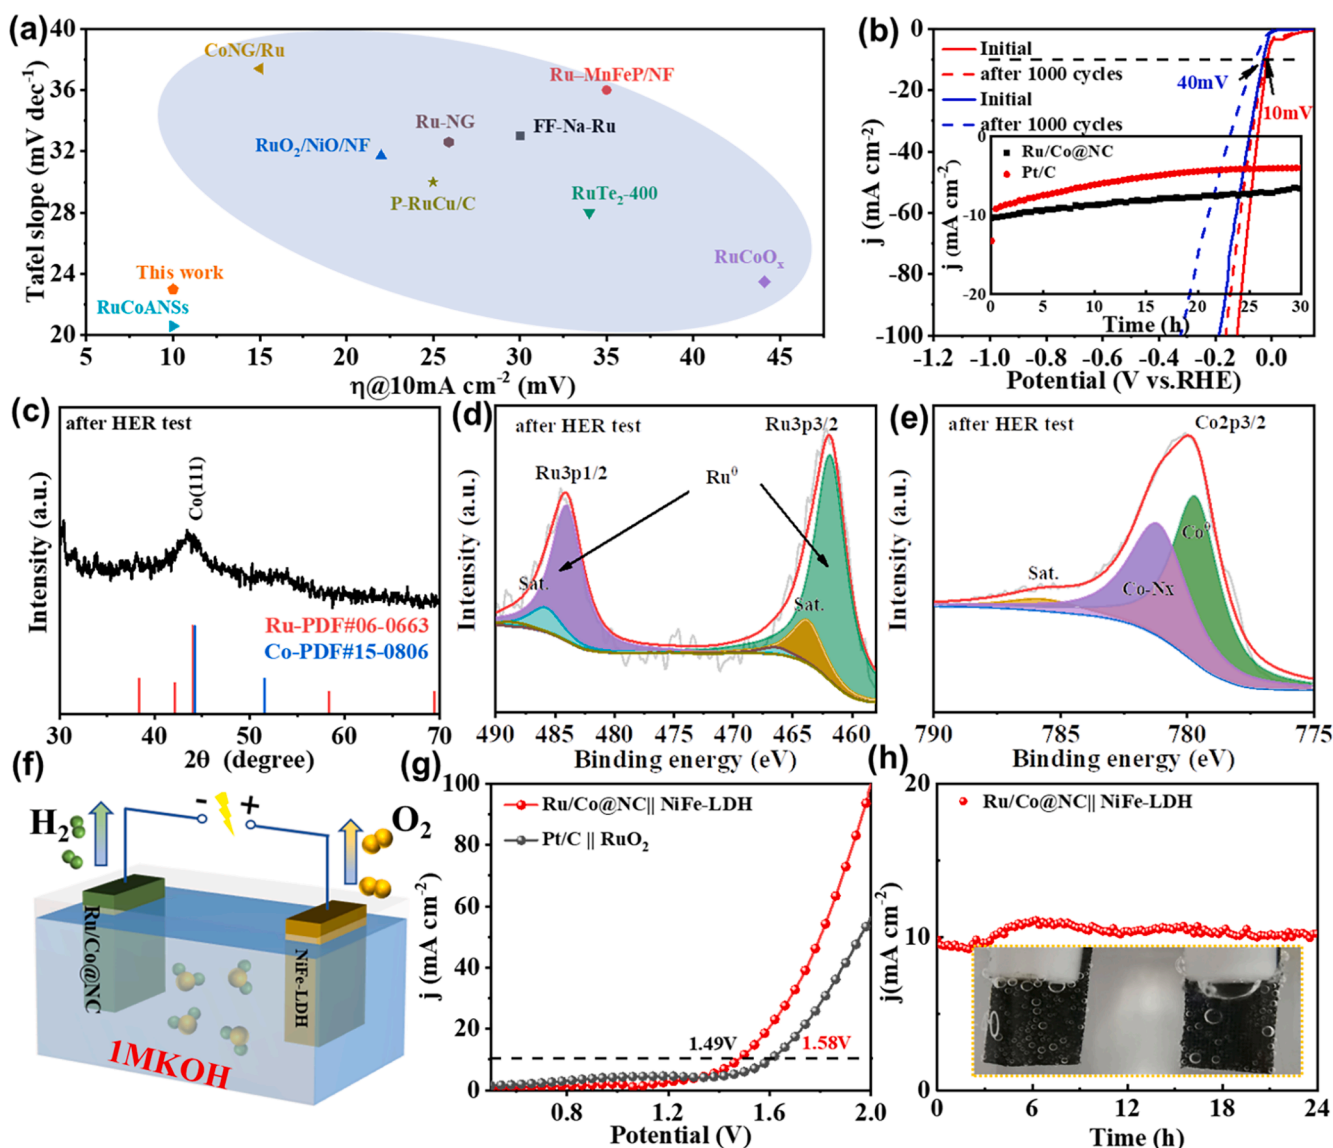 (a)
40
36
32
28
24
20
Tafel slope (mV dec⁻¹)
CoNG/Ru
Ru–MnFeP/NF
Ru-NG
FF-Na-Ru
RuO₂/NiO/NF
P-RuCu/C
RuTe₂-400
RuCoOₓ
This work
RuCoANSs
5 10 15 20 25 30 35 40 45
η@10mA cm⁻² (mV)
(b)
0
-20
-40
-60
-80
-100
j (mA cm⁻²)
Initial
after 1000 cycles
Initial
after 1000 cycles
40mV
10mV
0
-10
-20
j (mA cm⁻²)
Ru/Co@NC
Pt/C
0 5 10 15 20 25 30
Time (h)
-1.2 -1.0 -0.8 -0.6 -0.4 -0.2 0.0
Potential (V vs.RHE)
(c)
after HER test
Co(111)
Intensity (a.u.)
Ru-PDF#06-0663
Co-PDF#15-0806
30 40 50 60 70
2θ (degree)
(d)
after HER test
Ru3p3/2
Ru3p1/2
Ru⁰
Sat.
Sat.
Intensity (a.u.)
490 485 480 475 470 465 460
Binding energy (eV)
(e)
after HER test
Co2p3/2
Co⁰
Sat.
Co-Nx
Intensity (a.u.)
790 785 780 775
Binding energy (eV)
(f)
H₂
- +
O₂
Ru/Co@NC
NiFe-LDH
1MKOH
(g)
100
80
60
40
20
0
j (mA cm⁻²)
Ru/Co@NC|| NiFe-LDH
Pt/C || RuO₂
1.49V
1.58V
0.8 1.2 1.6 2.0
Potential (V)
(h)
20
10
0
j(mA cm⁻²)
Ru/Co@NC|| NiFe-LDH
0 6 12 18 24
Time (h)